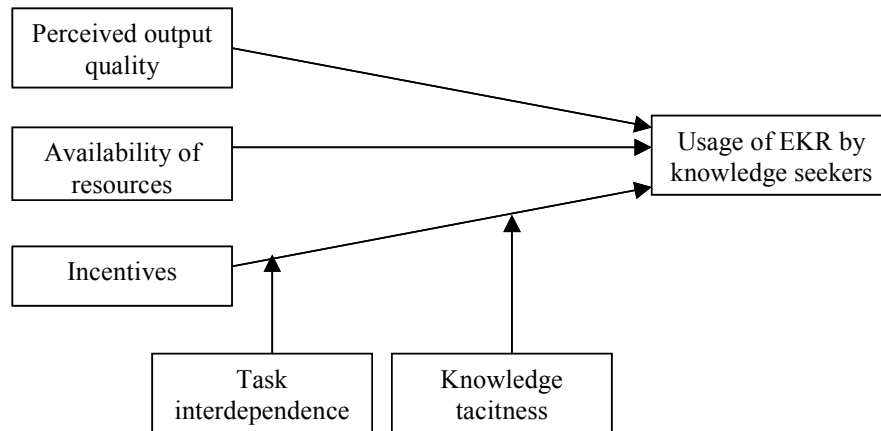 Perceived output
quality
Availability of
resources
Usage of EKR by
knowledge seekers
Incentives
Task
interdependence
Knowledge
tacitness